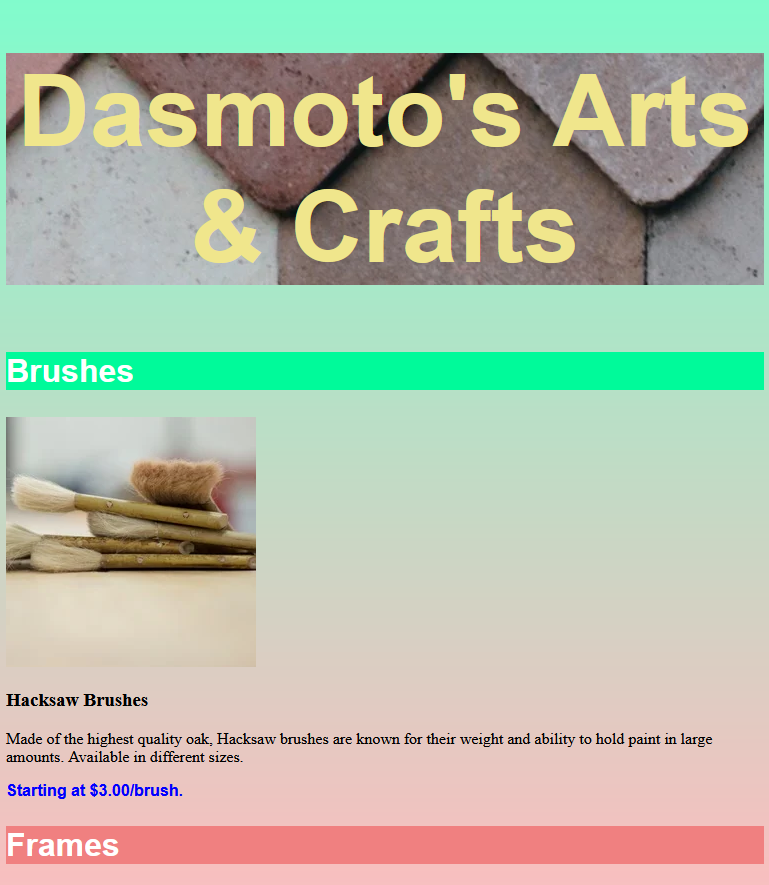 Dasmoto's Arts
& Crafts
Brushes
Hacksaw Brushes
Made of the highest quality oak, Hacksaw brushes are known for their weight and ability to hold paint in large
amounts. Available in different sizes.
Starting at $3.00/brush.
Frames